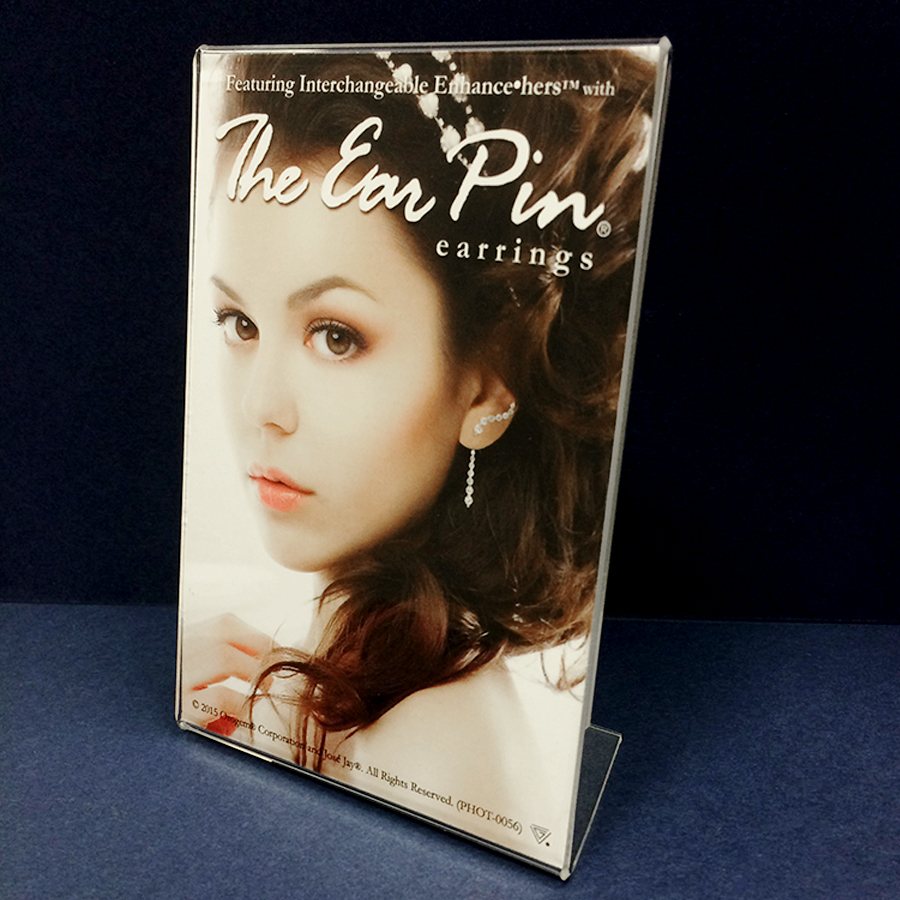 Featuring Interchangeable Enhance•hers™ with
The Ear Pin®
earrings
© 2015 Orogem® Corporation and José Jay®. All Rights Reserved. (PHOT-0056)